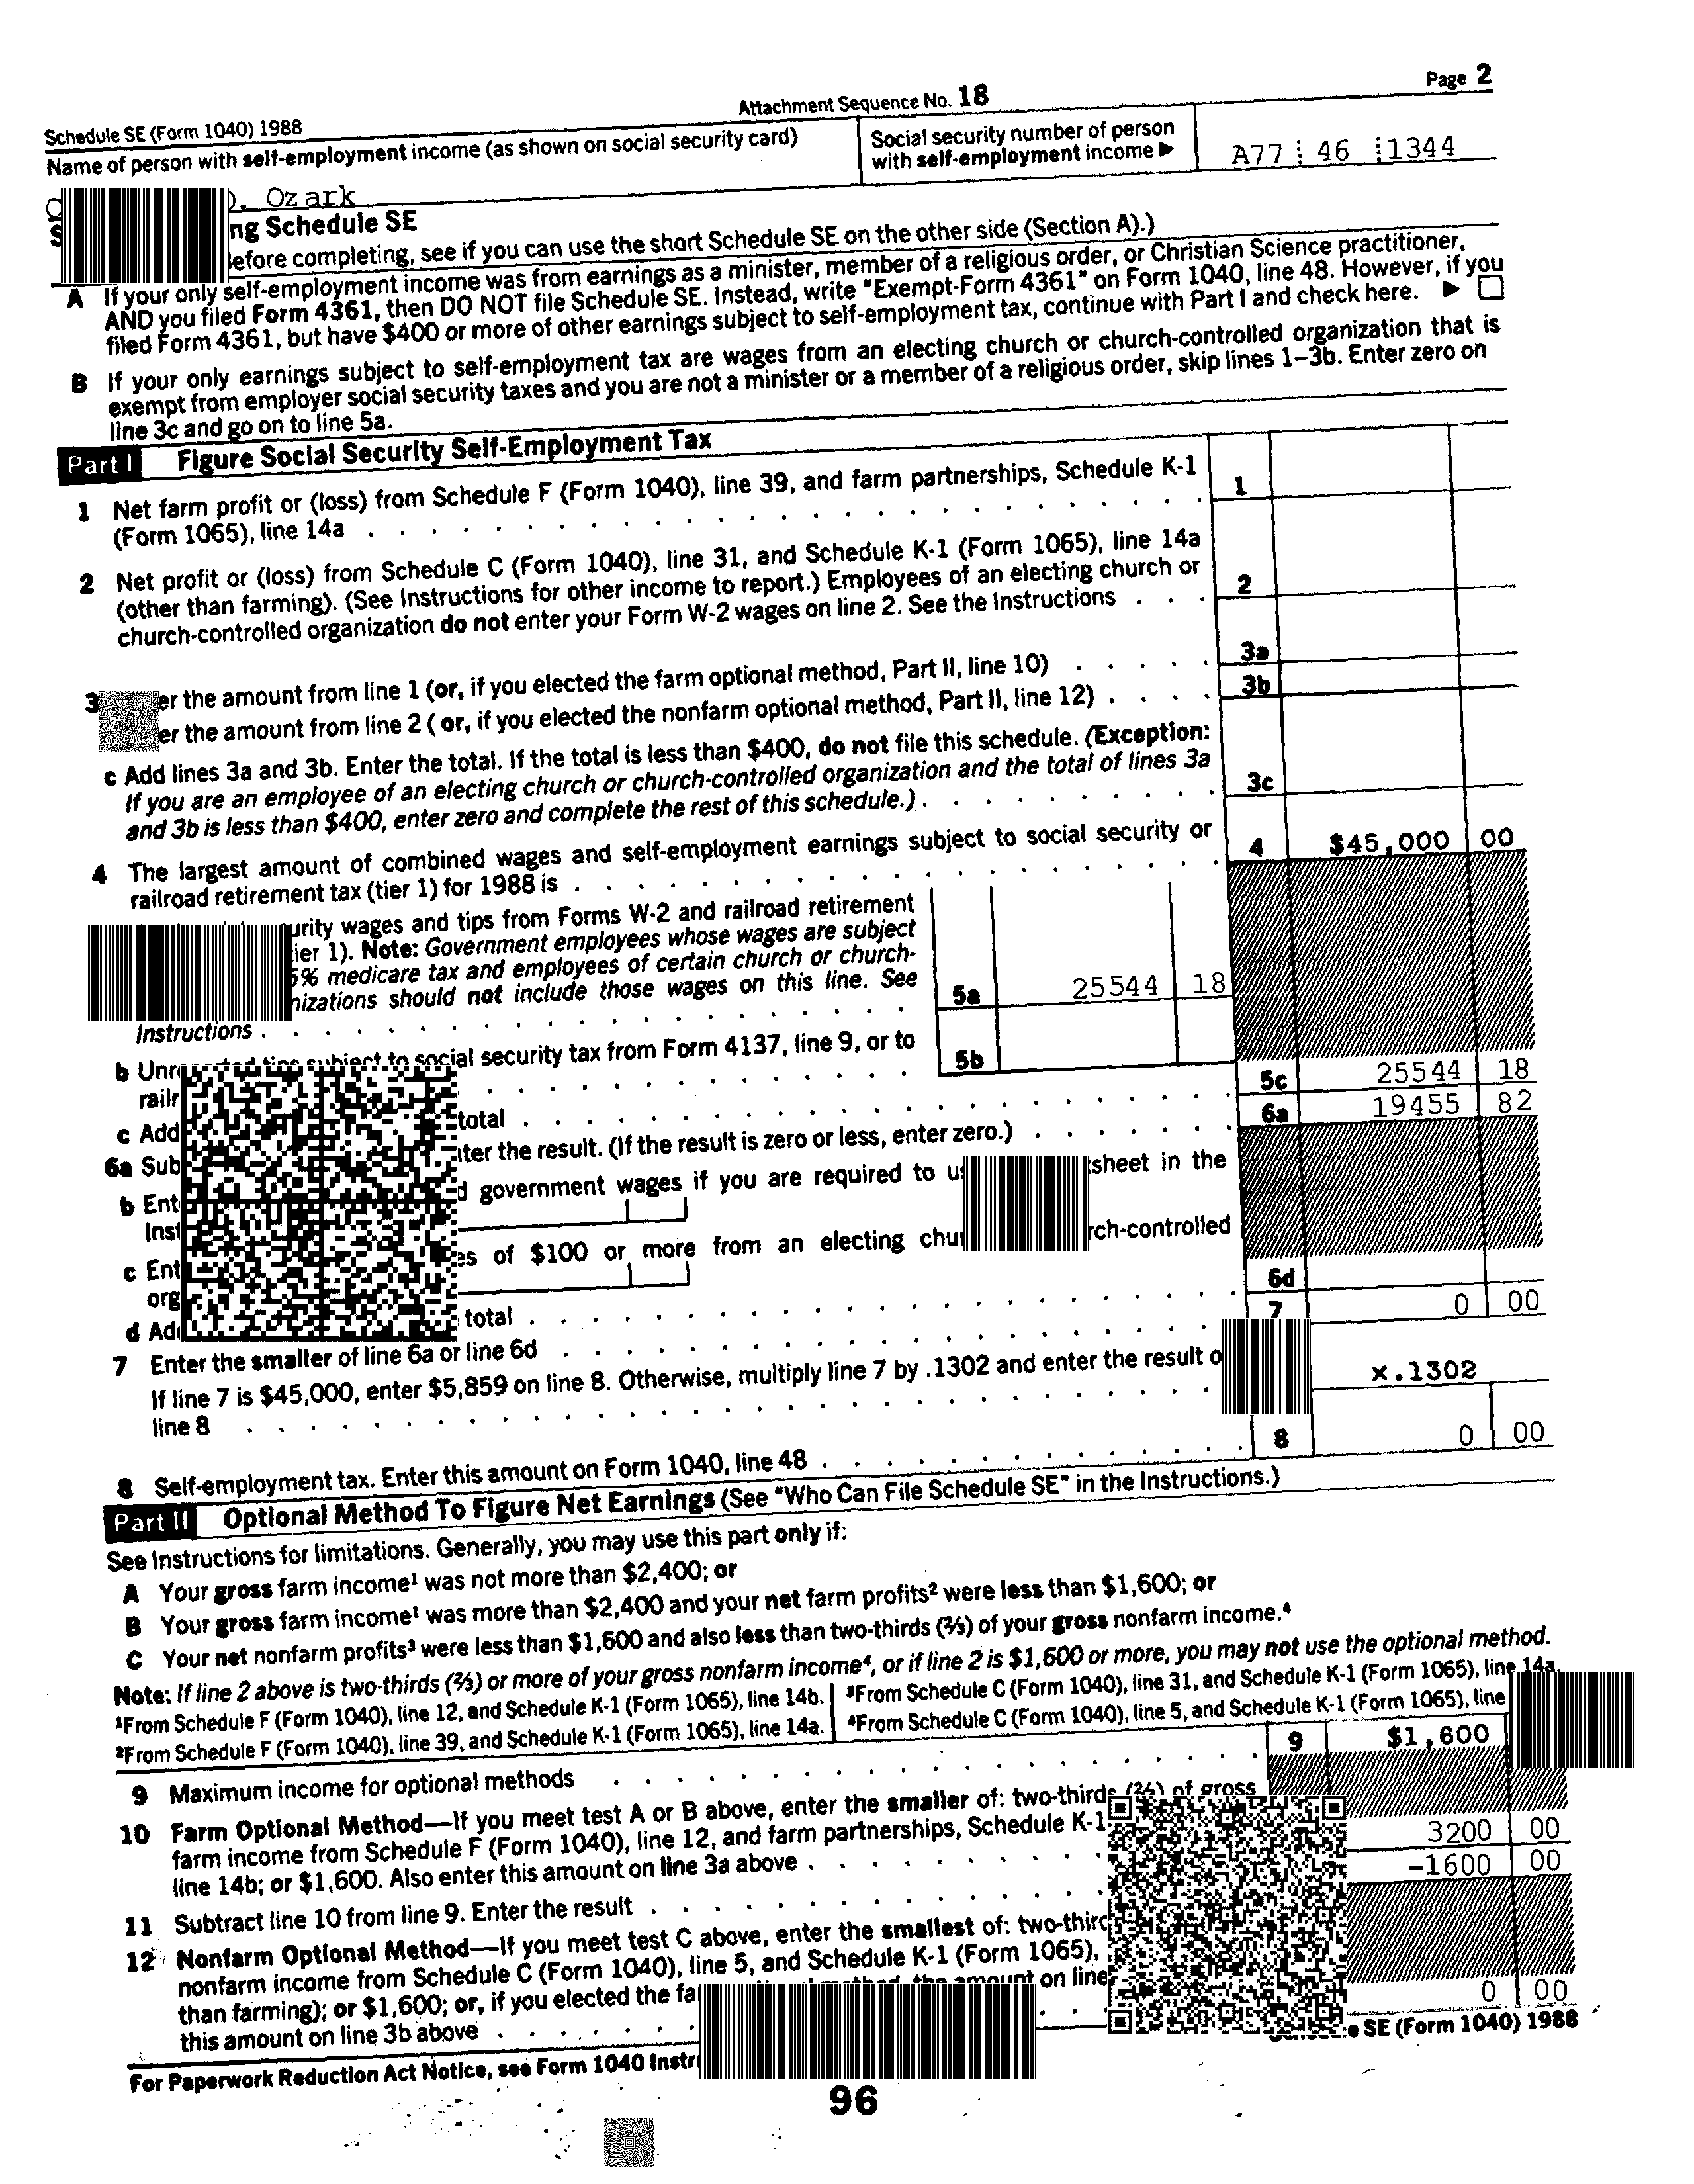 Page 2
Attachment Sequence No. 18
Schedule SE (Form 1040) 1988
Name of person with self-employment income (as shown on social security card)
Social security number of person
with self-employment income ▶
A77 46 1344
Ozark
ng Schedule SE
efore completing, see if you can use the short Schedule SE on the other side (Section A).)
A If your only self-employment income was from earnings as a minister, member of a religious order, or Christian Science practitioner,
AND you filed Form 4361, then DO NOT file Schedule SE. Instead, write "Exempt-Form 4361" on Form 1040, line 48. However, if you
filed Form 4361, but have $400 or more of other earnings subject to self-employment tax, continue with Part I and check here. ▶
B If your only earnings subject to self-employment tax are wages from an electing church or church-controlled organization that is
exempt from employer social security taxes and you are not a minister or a member of a religious order, skip lines 1–3b. Enter zero on
line 3c and go on to line 5a.
Part I Figure Social Security Self-Employment Tax
1 Net farm profit or (loss) from Schedule F (Form 1040), line 39, and farm partnerships, Schedule K-1
(Form 1065), line 14a . . . 1
2 Net profit or (loss) from Schedule C (Form 1040), line 31, and Schedule K-1 (Form 1065), line 14a
(other than farming). (See Instructions for other income to report.) Employees of an electing church or
church-controlled organization do not enter your Form W-2 wages on line 2. See the Instructions . . . 2
3 er the amount from line 1 (or, if you elected the farm optional method, Part II, line 10) . . . . . 3a
er the amount from line 2 ( or, if you elected the nonfarm optional method, Part II, line 12) . . . . 3b
c Add lines 3a and 3b. Enter the total. If the total is less than $400, do not file this schedule. (Exception:
If you are an employee of an electing church or church-controlled organization and the total of lines 3a
and 3b is less than $400, enter zero and complete the rest of this schedule.) . . . 3c
4 The largest amount of combined wages and self-employment earnings subject to social security or
railroad retirement tax (tier 1) for 1988 is . . . 4 $45,000 00
urity wages and tips from Forms W-2 and railroad retirement
ier 1). Note: Government employees whose wages are subject
5% medicare tax and employees of certain church or church-
nizations should not include those wages on this line. See
Instructions . . . 5a 25544 18
b Unre tips subject to social security tax from Form 4137, line 9, or to
railr . . . 5b
c Add total . . . 5c 25544 18
6a Sub nter the result. (If the result is zero or less, enter zero.) . . . 6a 19455 82
b Ent d government wages if you are required to us sheet in the
Inst
c Ent es of $100 or more from an electing chu rch-controlled
org
d Ad total . . . 6d
7 Enter the smaller of line 6a or line 6d . . . 7 0 00
If line 7 is $45,000, enter $5,859 on line 8. Otherwise, multiply line 7 by .1302 and enter the result o
line 8 . . . x.1302
8 Self-employment tax. Enter this amount on Form 1040, line 48 . . . 8 0 00
Part II Optional Method To Figure Net Earnings (See "Who Can File Schedule SE" in the Instructions.)
See Instructions for limitations. Generally, you may use this part only if:
A Your gross farm income¹ was not more than $2,400; or
B Your gross farm income¹ was more than $2,400 and your net farm profits² were less than $1,600; or
C Your net nonfarm profits³ were less than $1,600 and also less than two-thirds (⅔) of your gross nonfarm income.⁴
Note: If line 2 above is two-thirds (⅔) or more of your gross nonfarm income⁴, or if line 2 is $1,600 or more, you may not use the optional method.
¹From Schedule F (Form 1040), line 12, and Schedule K-1 (Form 1065), line 14b. ³From Schedule C (Form 1040), line 31, and Schedule K-1 (Form 1065), line 14a.
²From Schedule F (Form 1040), line 39, and Schedule K-1 (Form 1065), line 14a. ⁴From Schedule C (Form 1040), line 5, and Schedule K-1 (Form 1065), line
9 Maximum income for optional methods . . . 9 $1,600
10 Farm Optional Method—If you meet test A or B above, enter the smaller of: two-thirds (⅔) of gross
farm income from Schedule F (Form 1040), line 12, and farm partnerships, Schedule K-1
line 14b; or $1,600. Also enter this amount on line 3a above . . . 3200 00
11 Subtract line 10 from line 9. Enter the result . . . -1600 00
12 Nonfarm Optional Method—If you meet test C above, enter the smallest of: two-third
nonfarm income from Schedule C (Form 1040), line 5, and Schedule K-1 (Form 1065),
than farming); or $1,600; or, if you elected the fa method, the amount on line
this amount on line 3b above . . . 0 00
For Paperwork Reduction Act Notice, see Form 1040 Instr e SE (Form 1040) 1988
96